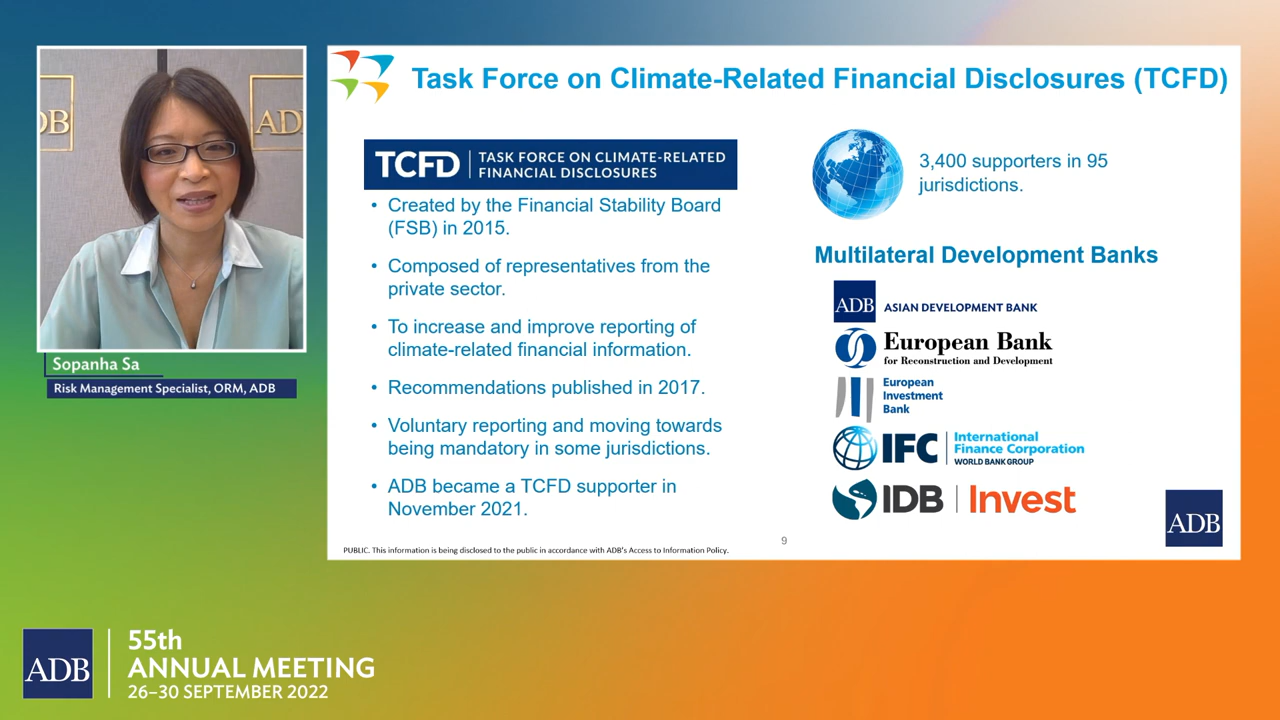 DB
AD
Sopanha Sa
Risk Management Specialist, ORM, ADB
Task Force on Climate-Related Financial Disclosures (TCFD)
TCFD | TASK FORCE ON CLIMATE-RELATED
FINANCIAL DISCLOSURES
• Created by the Financial Stability Board
(FSB) in 2015.
• Composed of representatives from the
private sector.
• To increase and improve reporting of
climate-related financial information.
• Recommendations published in 2017.
• Voluntary reporting and moving towards
being mandatory in some jurisdictions.
• ADB became a TCFD supporter in
November 2021.
3,400 supporters in 95
jurisdictions.
Multilateral Development Banks
ADB ASIAN DEVELOPMENT BANK
European Bank
for Reconstruction and Development
European
Investment
Bank
IFC | International
Finance Corporation
WORLD BANK GROUP
IDB | Invest
ADB
9
PUBLIC. This information is being disclosed to the public in accordance with ADB's Access to Information Policy.
ADB
55th
ANNUAL MEETING
26–30 SEPTEMBER 2022